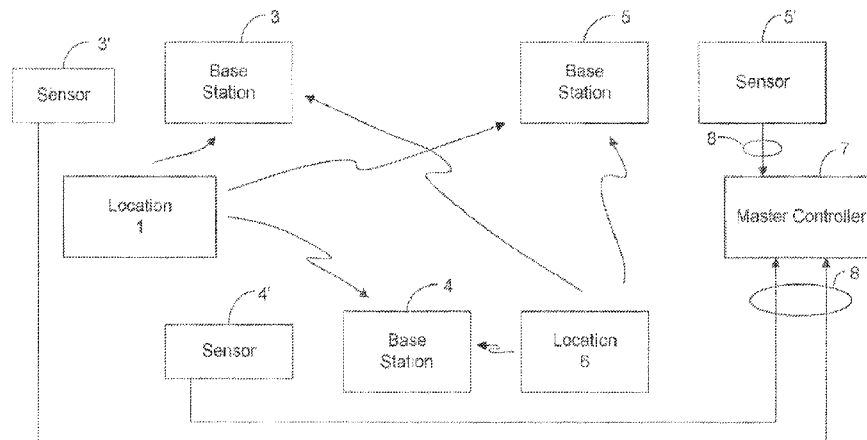 3'
Sensor
3
Base
Station
5
Base
Station
5'
Sensor
8
7
Master Controller
Location
1
8
4'
Sensor
4
Base
Station
Location
6